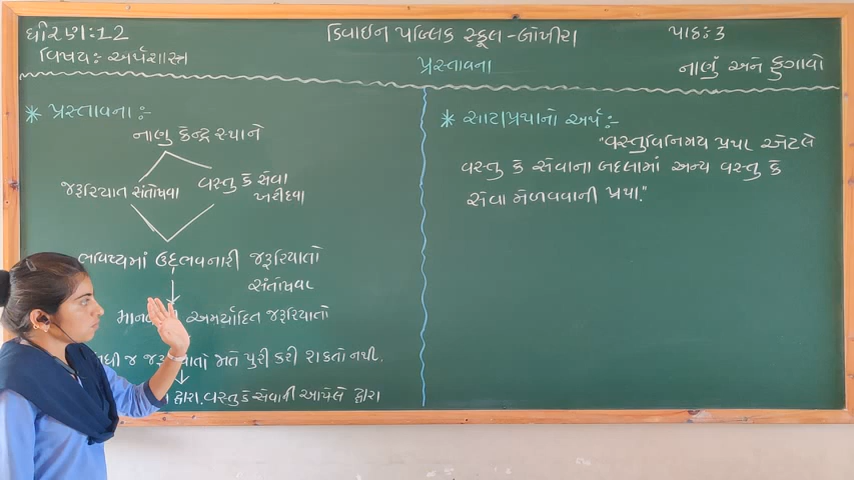 ધોરણ:12
ડિવાઈન પબ્લિક સ્કૂલ-લોખીરા
પાઠ:3
વિષય: અર્થશાસ્ત્ર
પ્રસ્તાવના
નાણું અને ફુગાવો
* પ્રસ્તાવના:-
નાણુ કેન્દ્ર સ્થાને
જરૂરિયાત સંતોષવા
વસ્તુ કે સેવા
ખરીદવા
ભવિષ્યમાં ઉદ્દભવનારી જરૂરિયાતો
સંતોષવા
અમર્યાદિત જરૂરિયાતો
જ જરૂરિયાતો માતે પુરી કરી શકતો નથી.
દ્વારા. વસ્તુ કે સેવાની આપલે દ્વારા
* સાટાપ્રથાનો અર્થ:-
"વસ્તુવિનિમય પ્રથા એટલે
વસ્તુ કે સેવાના બદલામાં અન્ય વસ્તુ કે
સેવા મેળવવાની પ્રથા."